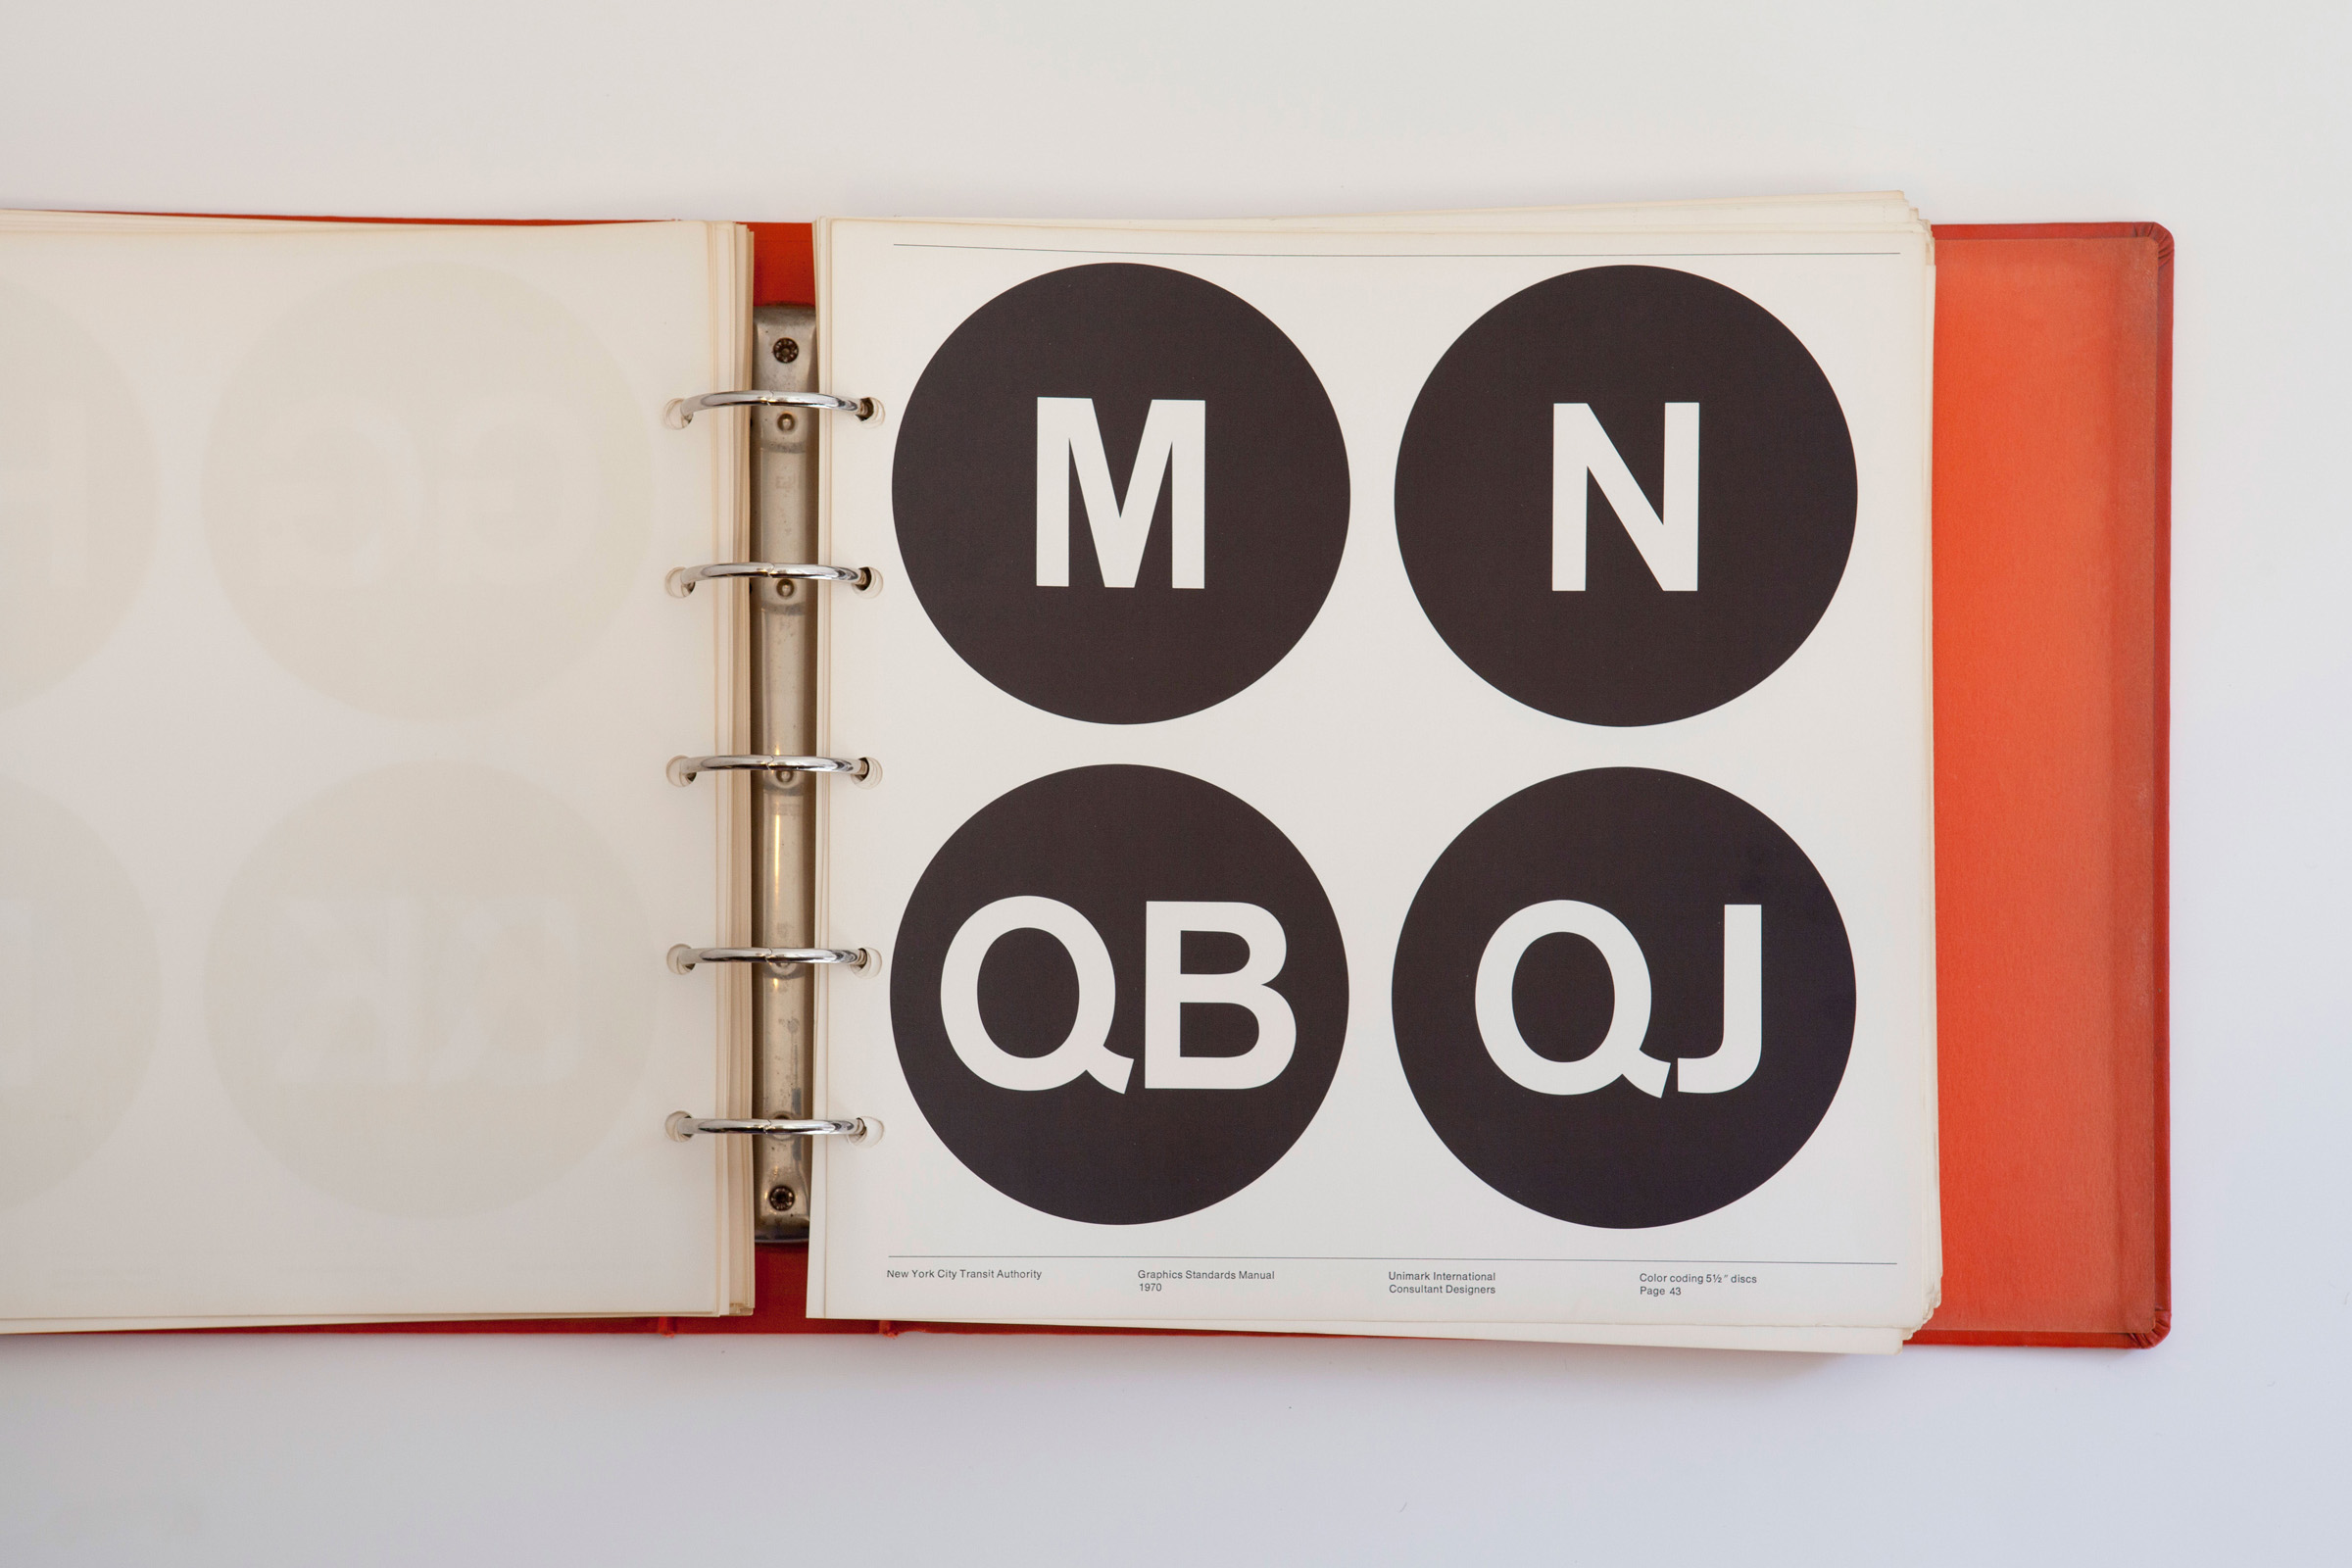 M
N
QB
QJ
New York City Transit Authority
Graphics Standards Manual
1970
Unimark International
Consultant Designers
Color coding 5½″ discs
Page 43